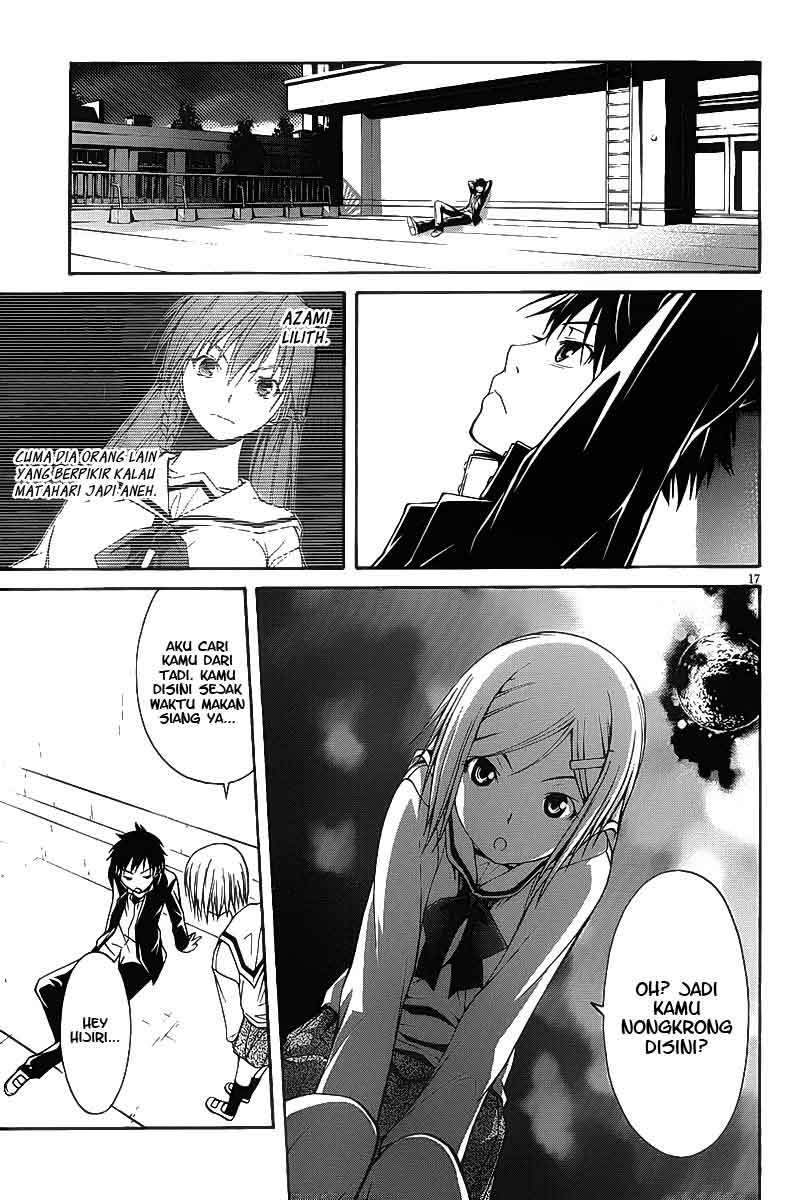 AZAMI
LILITH.
CUMA DIA ORANG LAIN
YANG BERPIKIR KALAU
MATAHARI JADI ANEH.
17
OH? JADI
KAMU
NONGKRONG
DISINI?
AKU CARI
KAMU DARI
TADI. KAMU
DISINI SEJAK
WAKTU MAKAN
SIANG YA...
HEY
HIJIRI...